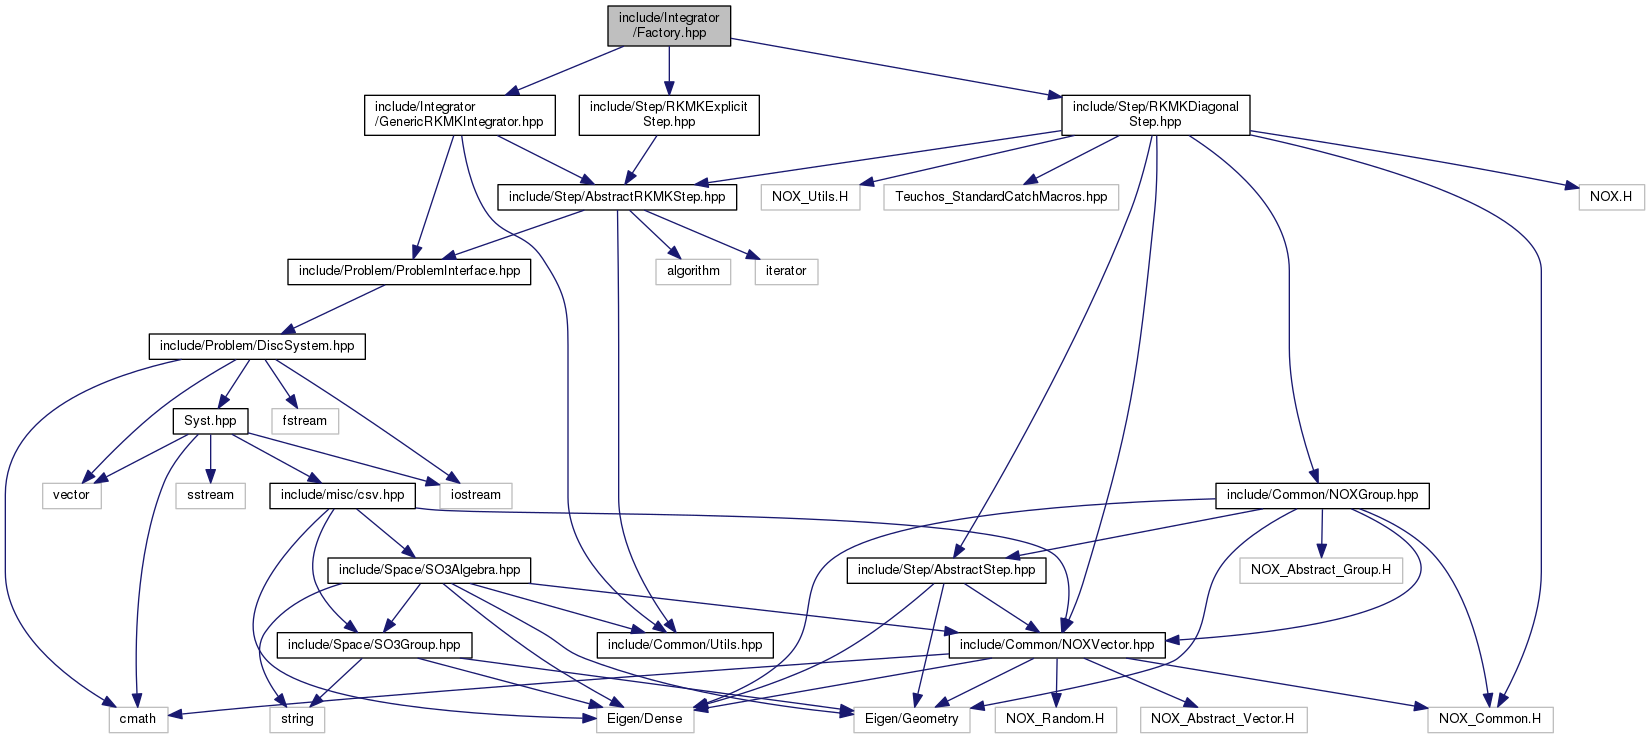 include/Integrator
/Factory.hpp
include/Integrator
/GenericRKMKIntegrator.hpp
include/Step/RKMKExplicit
Step.hpp
include/Step/RKMKDiagonal
Step.hpp
include/Step/AbstractRKMKStep.hpp
NOX_Utils.H
Teuchos_StandardCatchMacros.hpp
NOX.H
include/Problem/ProblemInterface.hpp
algorithm
iterator
include/Problem/DiscSystem.hpp
Syst.hpp
fstream
vector
sstream
include/misc/csv.hpp
iostream
include/Common/NOXGroup.hpp
include/Space/SO3Algebra.hpp
include/Step/AbstractStep.hpp
NOX_Abstract_Group.H
include/Space/SO3Group.hpp
include/Common/Utils.hpp
include/Common/NOXVector.hpp
cmath
string
Eigen/Dense
Eigen/Geometry
NOX_Random.H
NOX_Abstract_Vector.H
NOX_Common.H